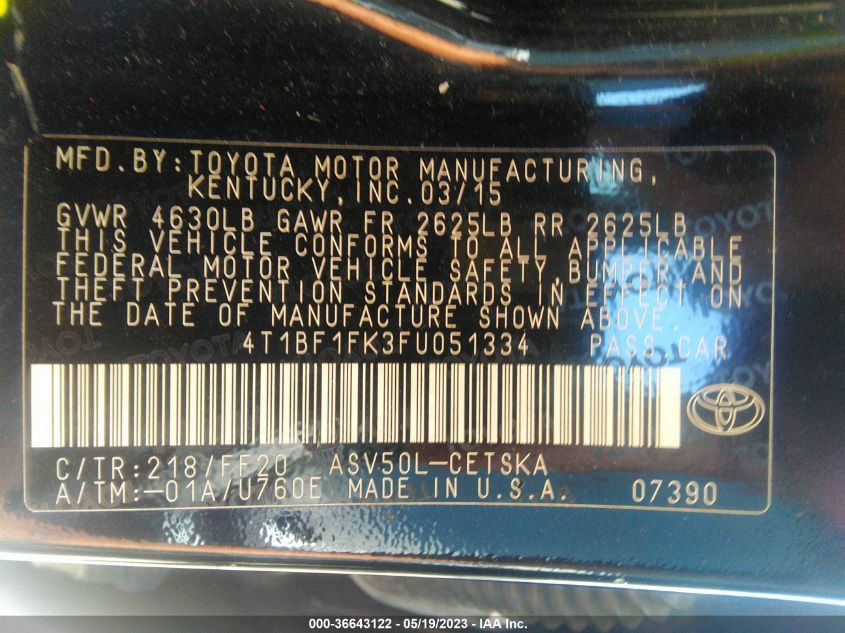 MFD.BY:TOYOTA MOTOR MANUFACTURING,
KENTUCKY,INC.03/15
GVWR 4630LB GAWR FR 2625LB RR 2625LB
THIS VEHICLE CONFORMS TO ALL APPLICABLE
FEDERAL MOTOR VEHICLE SAFETY,BUMPER AND
THEFT PREVENTION STANDARDS IN EFFECT ON
THE DATE OF MANUFACTURE SHOWN ABOVE.
4T1BF1FK3FU051334 PASS.CAR
C/TR:218/FF20 ASV50L-CETSKA
A/TM:-01A/U760E MADE IN U.S.A. 07390
000-36643122 - 05/19/2023 - IAA Inc.